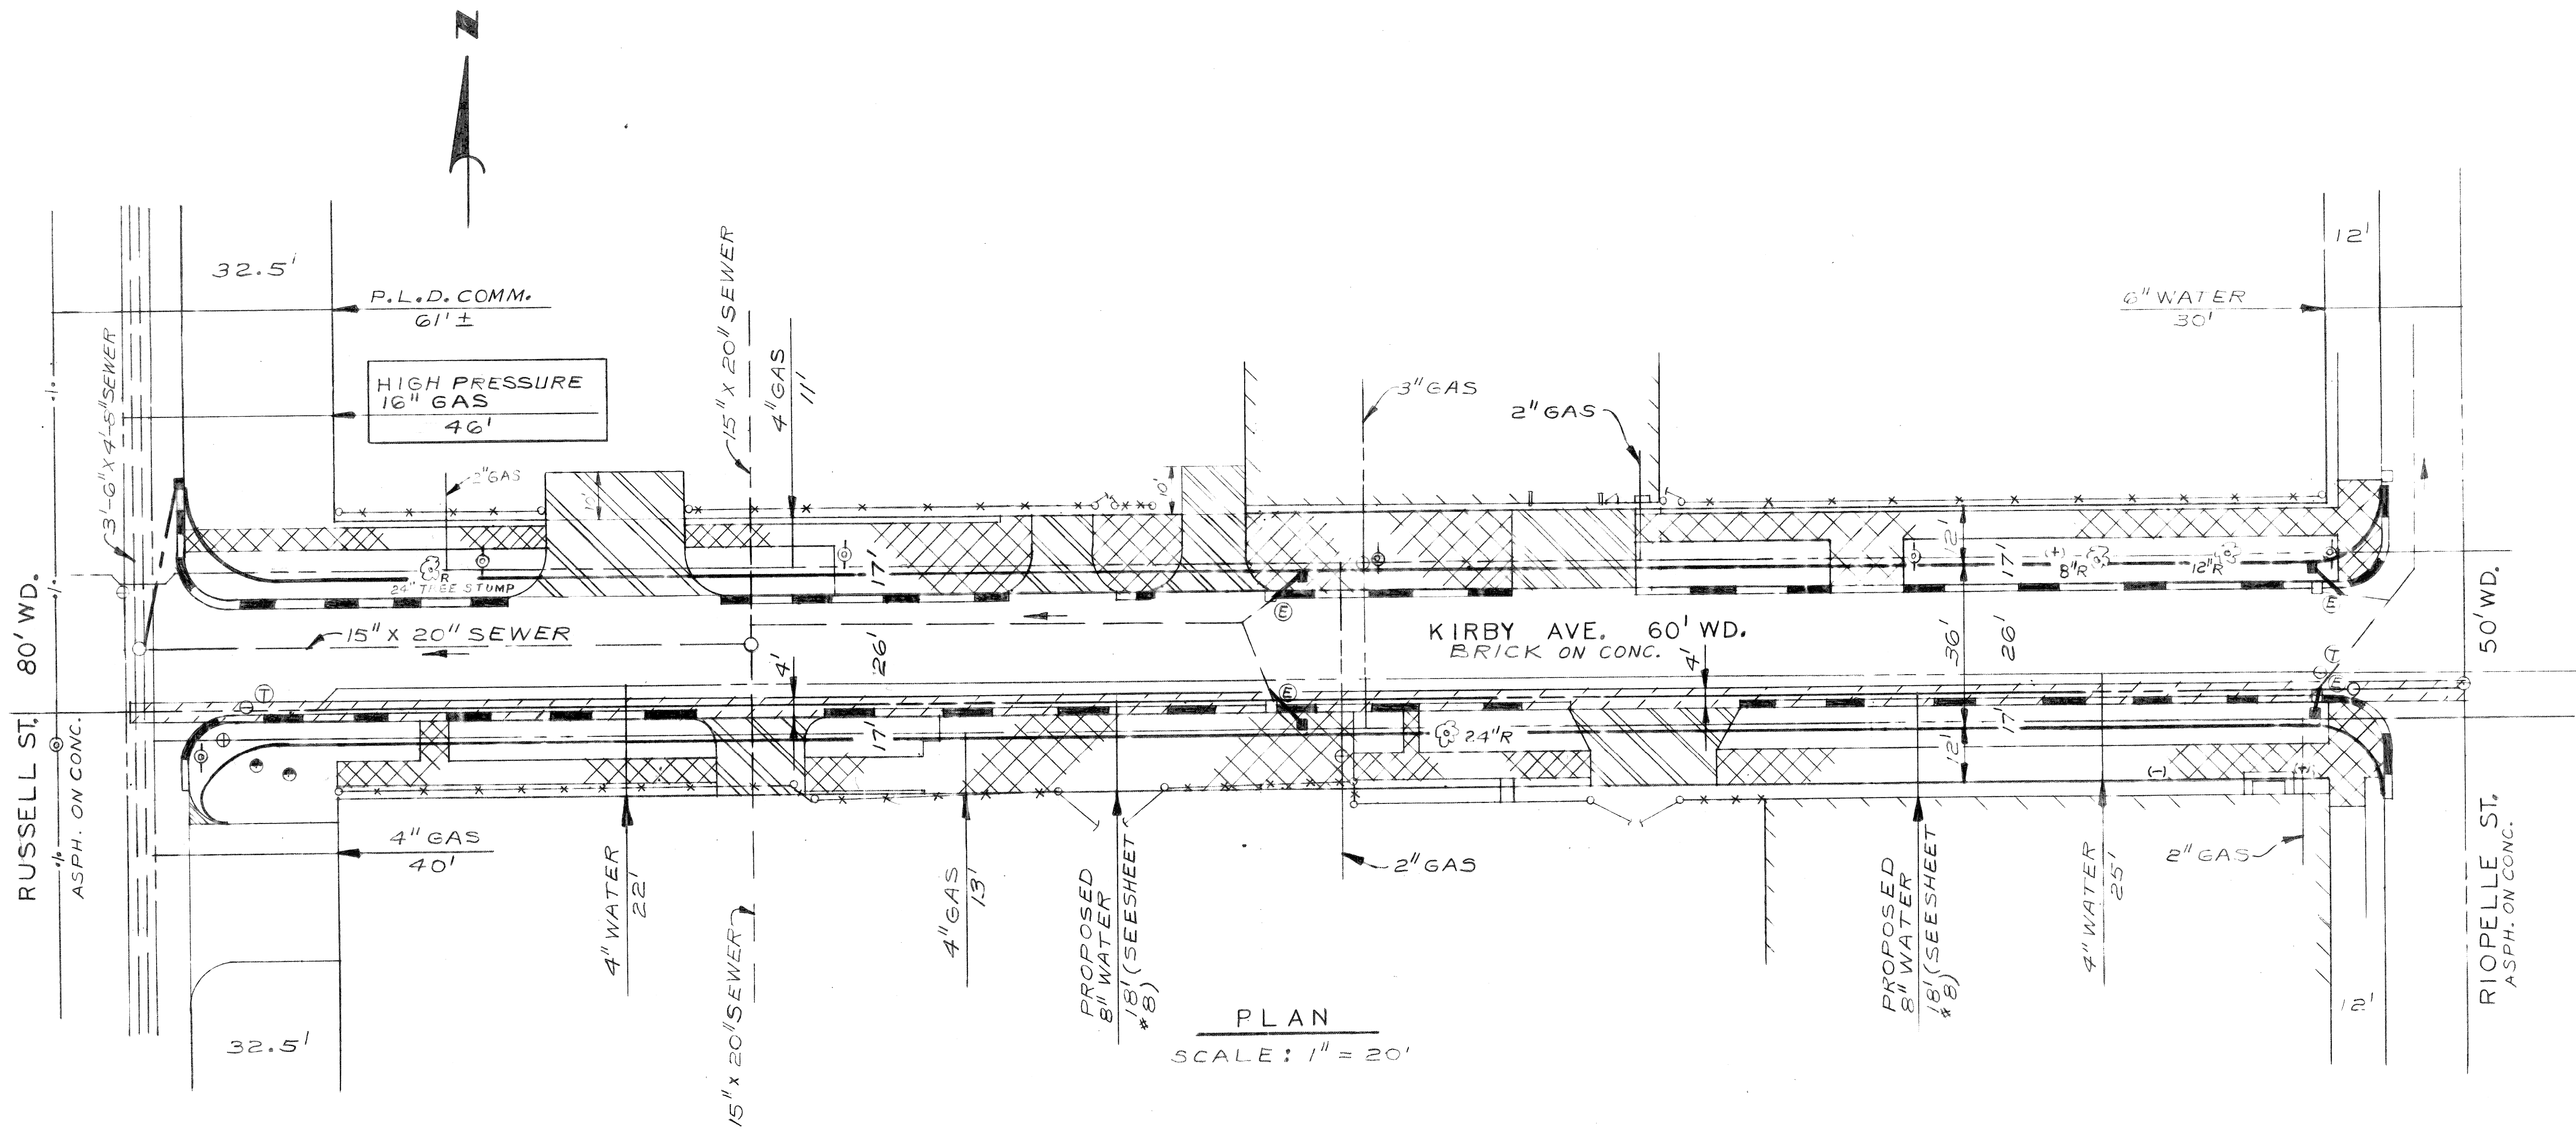 N
32.5'
P.L.D. COMM.
61' ±
HIGH PRESSURE
16" GAS
46'
3'-6" X 4'-8" SEWER
15" X 20" SEWER
4" GAS
11'
2" GAS
10'
10'
3" GAS
2" GAS
6" WATER
30'
12'
R
24" TREE STUMP
17'
12'
17'
(+)
8"R
12"R
15" X 20" SEWER
4'
26'
E
KIRBY AVE. 60' WD.
BRICK ON CONC.
4'
36'
26'
E
T
E
T
E
17'
24"R
12'
17'
(-)
(+)
RUSSELL ST. 80' WD.
ASPH. ON CONC.
RIOPELLE ST. 50' WD.
ASPH. ON CONC.
4" GAS
40'
4" WATER
22'
15" X 20" SEWER
4" GAS
13'
PROPOSED
8" WATER
18' (SEESHEET
#8)
2" GAS
PROPOSED
8" WATER
18' (SEESHEET
#8)
4" WATER
25'
2" GAS
32.5'
12'
PLAN
SCALE: 1" = 20'